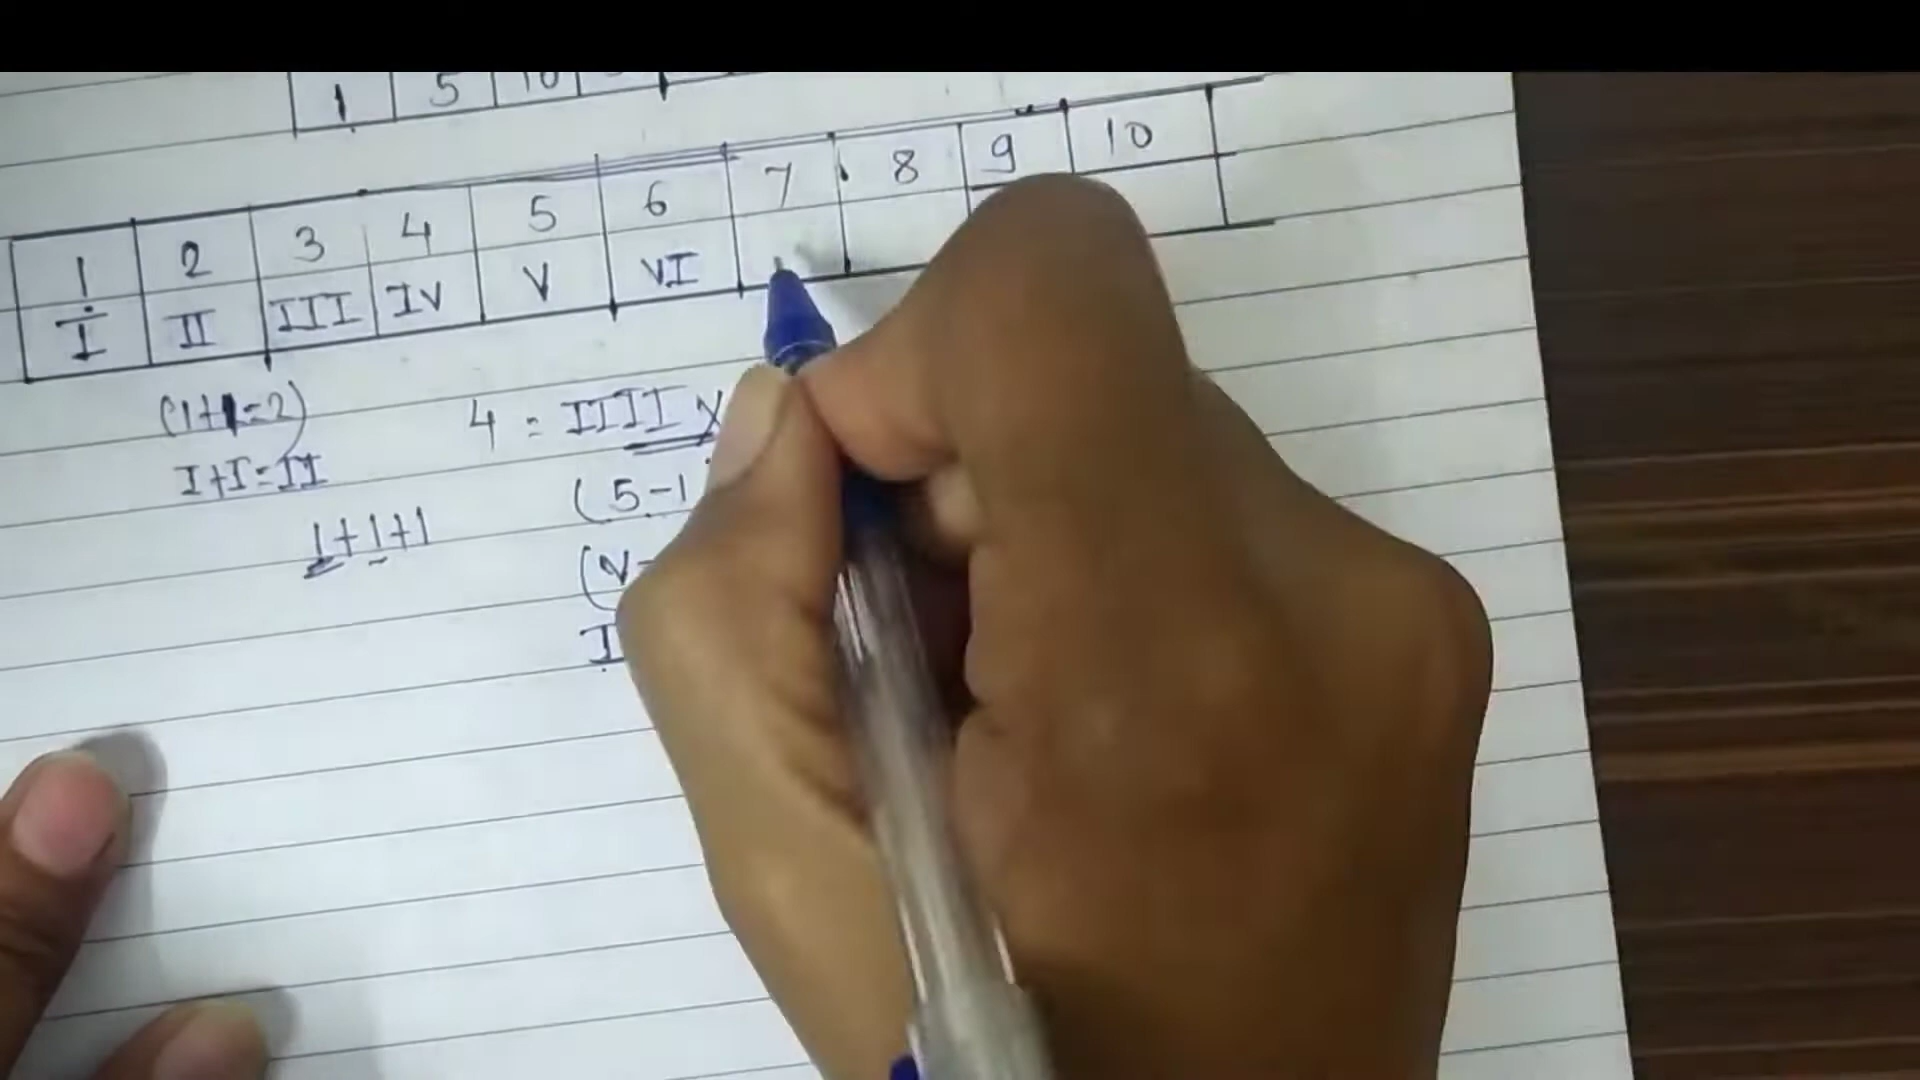 1 5 10
1 2 3 4 5 6 7 8 9 10
I II III IV V VI
(1+1=2)
I+I=II
1+1+1
4 = IIII X
(5-1
(V-
I